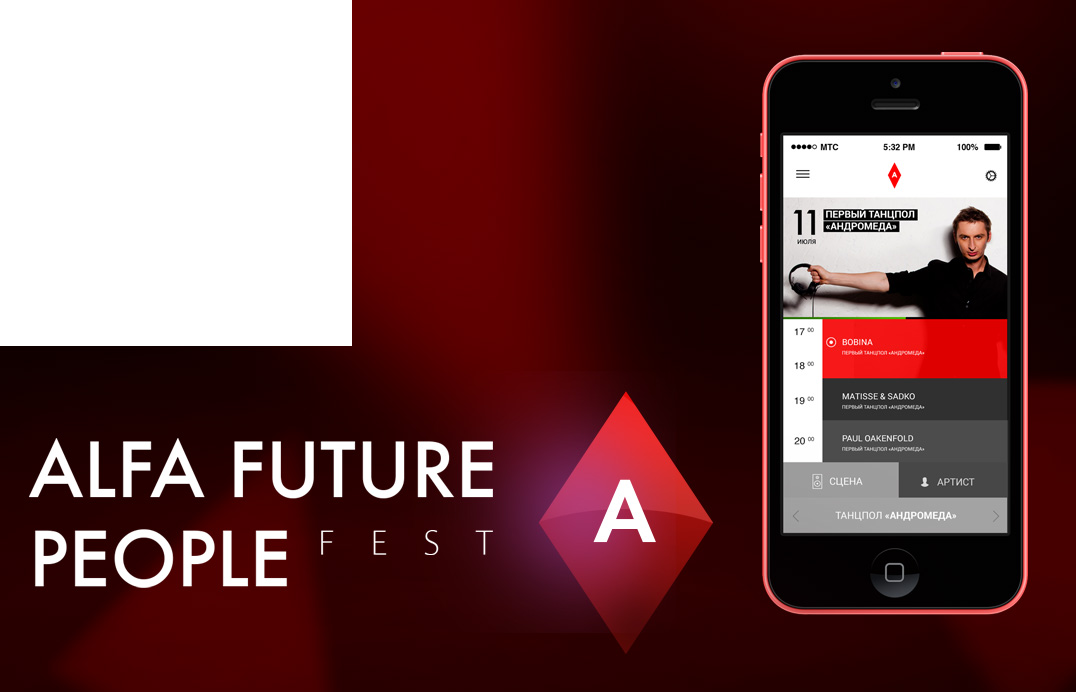 ALFA FUTURE
PEOPLE FEST
A
МТС 5:32 PM 100%
A
11
ИЮЛЯ
ПЕРВЫЙ ТАНЦПОЛ
«АНДРОМЕДА»
17 00
BOBINA
ПЕРВЫЙ ТАНЦПОЛ «АНДРОМЕДА»
18 00
19 00
MATISSE & SADKO
ПЕРВЫЙ ТАНЦПОЛ «АНДРОМЕДА»
20 00
PAUL OAKENFOLD
ПЕРВЫЙ ТАНЦПОЛ «АНДРОМЕДА»
СЦЕНА АРТИСТ
ТАНЦПОЛ «АНДРОМЕДА»